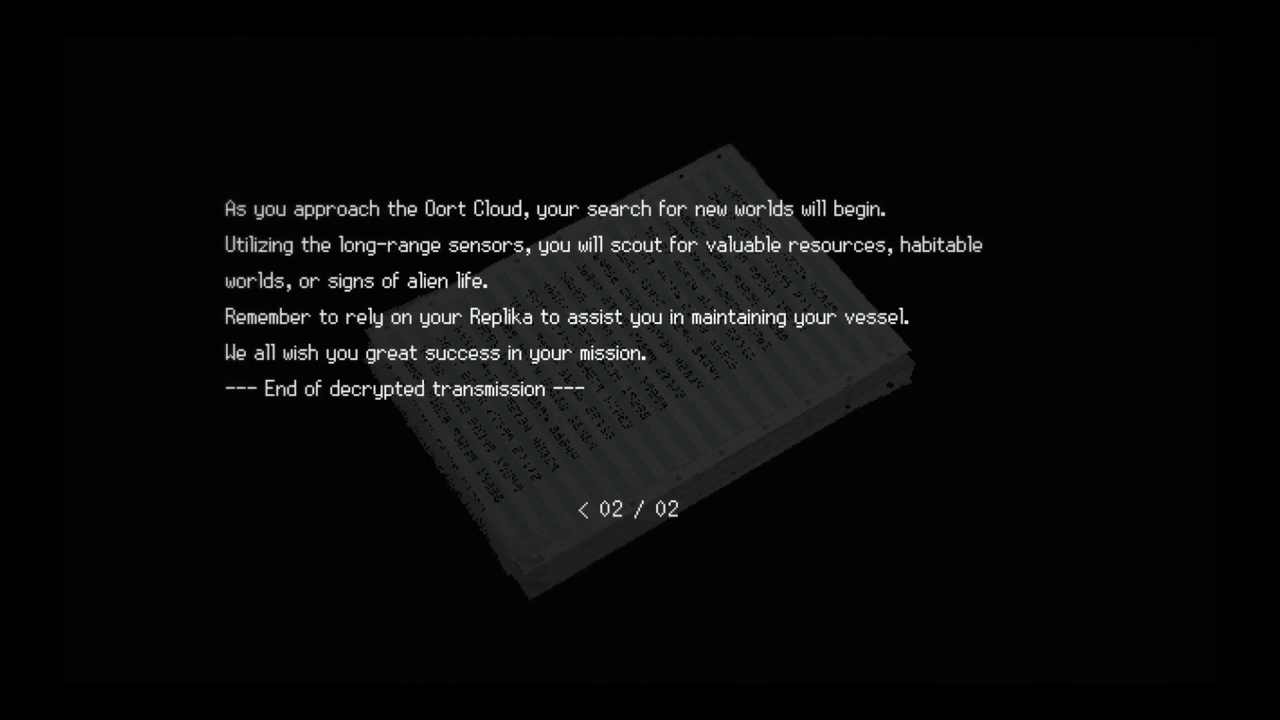 As you approach the Oort Cloud, your search for new worlds will begin.
Utilizing the long-range sensors, you will scout for valuable resources, habitable
worlds, or signs of alien life.
Remember to rely on your Replika to assist you in maintaining your vessel.
We all wish you great success in your mission.
--- End of decrypted transmission ---
< 02 / 02